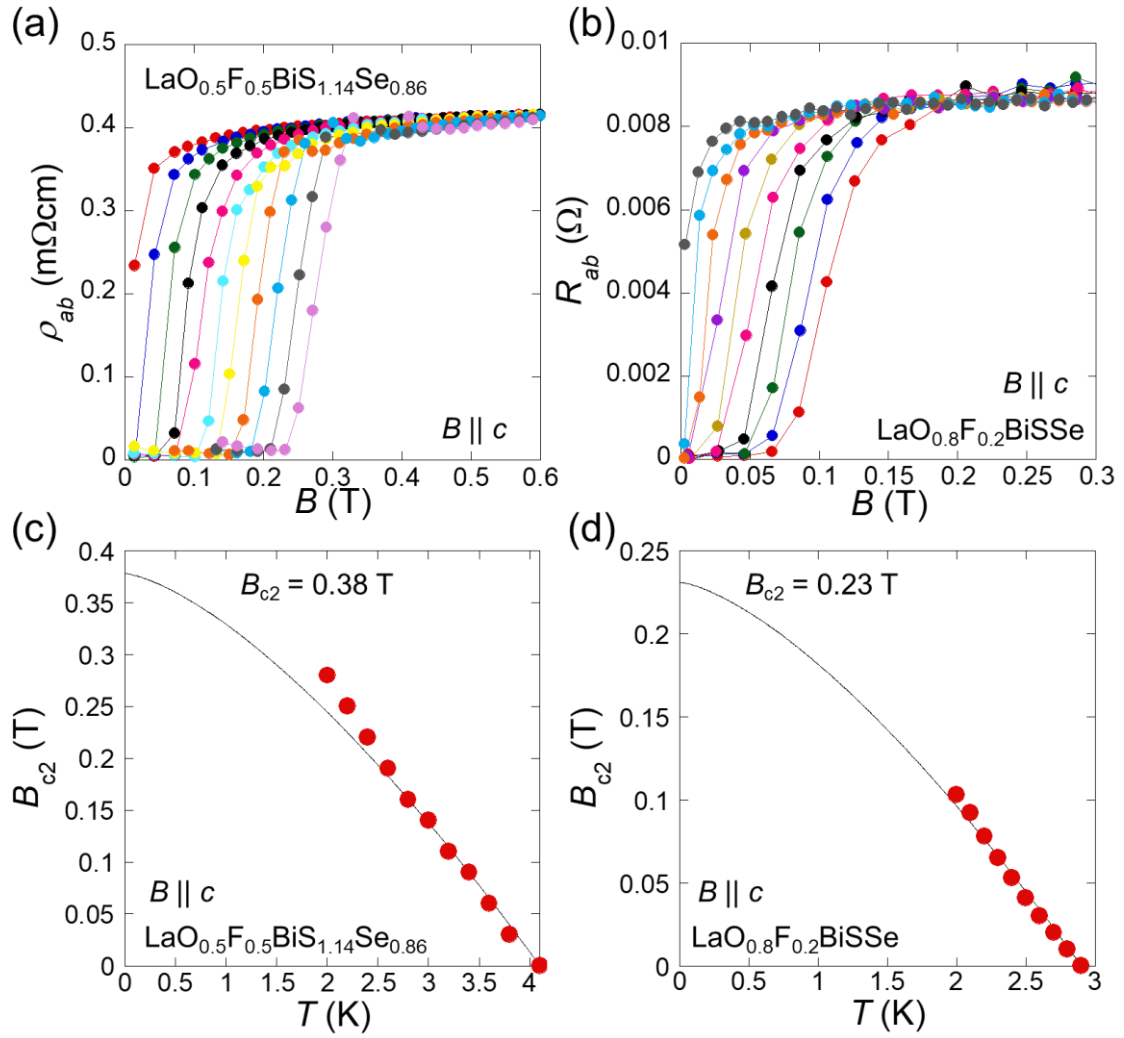 (a)
0.5
0.4
0.3
0.2
0.1
0
ρab (mΩcm)
LaO0.5F0.5BiS1.14Se0.86
B || c
0 0.1 0.2 0.3 0.4 0.5 0.6
B (T)
(b)
0.01
0.008
0.006
0.004
0.002
0
Rab (Ω)
B || c
LaO0.8F0.2BiSSe
0 0.05 0.1 0.15 0.2 0.25 0.3
B (T)
(c)
0.4
0.35
0.3
0.25
0.2
0.15
0.1
0.05
0
Bc2 (T)
Bc2 = 0.38 T
B || c
LaO0.5F0.5BiS1.14Se0.86
0 0.5 1 1.5 2 2.5 3 3.5 4
T (K)
(d)
0.25
0.2
0.15
0.1
0.05
0
Bc2 (T)
Bc2 = 0.23 T
B || c
LaO0.8F0.2BiSSe
0 0.5 1 1.5 2 2.5 3
T (K)